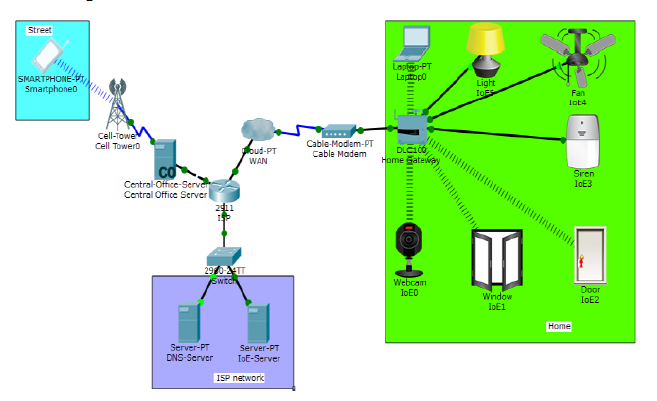 Street
SMARTPHONE-PT
Smartphone0
Cell-Tower
Cell Tower0
CO
Central-Office-Server
Central Office Server
Cloud-PT
WAN
Cable-Modem-PT
Cable Modem
2911
ISP
2960-24TT
Switch
Server-PT
DNS-Server
Server-PT
IoE-Server
ISP network
Laptop-PT
Laptop0
Light
IoE5
Fan
IoE4
DLC100
Home Gateway
Siren
IoE3
Webcam
IoE0
Window
IoE1
Door
IoE2
Home